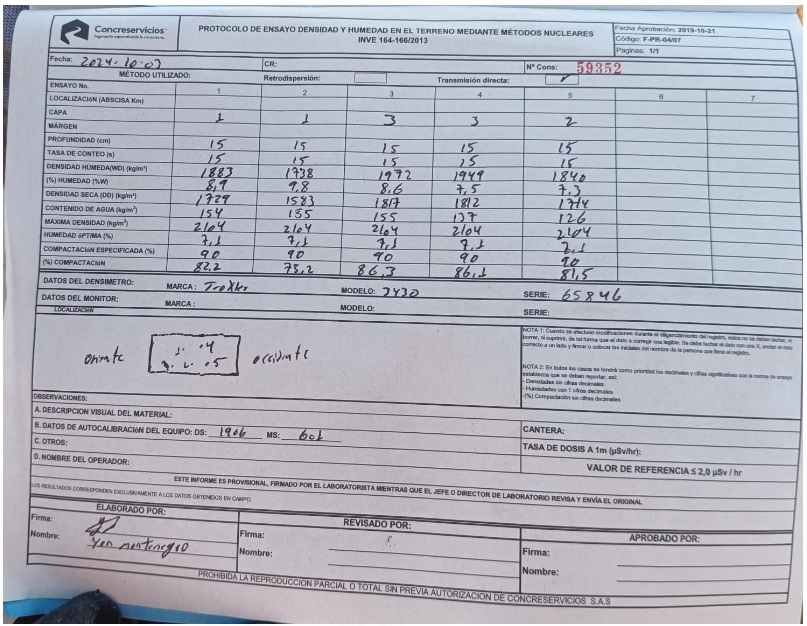 Concreservicios
PROTOCOLO DE ENSAYO DENSIDAD Y HUMEDAD EN EL TERRENO MEDIANTE MÉTODOS NUCLEARES
INVE 164-166/2013
Fecha Aprobación: 2019-10-21
Código: F-PR-04/07
Paginas: 1/1
Fecha: 2024-10-07 CR: N° Cons: 59352
MÉTODO UTILIZADO: Retrodispersión: Transmisión directa: ✓
ENSAYO No. 1 2 3 4 5 6 7
LOCALIZACIóN (ABSCISA Km)
CAPA 1 1 3 3 2
MÁRGEN
PROFUNDIDAD (cm) 15 15 15 15 15
TASA DE CONTEO (s) 15 15 15 15 15
DENSIDAD HÚMEDA(WD) (kg/m³) 1883 1738 1972 1949 1840
(%) HUMEDAD (%W) 8,9 9,8 8,6 7,5 7,3
DENSIDAD SECA (DD) (kg/m³) 1729 1583 1817 1812 1714
CONTENIDO DE AGUA (kg/m³) 154 155 155 137 126
MÁXIMA DENSIDAD (kg/m³) 2104 2104 2104 2104 2104
HUMEDAD óPTIMA (%) 7,1 7,1 7,1 7,1 7,1
COMPACTACIÓN ESPECIFICADA (%) 90 90 90 90 90
(%) COMPACTACIÓN 82,2 75,2 86,3 86,1 81,5
DATOS DEL DENSIMETRO: MARCA: Troxler MODELO: 3430 SERIE: 65846
DATOS DEL MONITOR: MARCA: MODELO: SERIE:
LOCALIZACIÓN
NOTA 1: Cuando se efectuen modificaciones durante el diligenciamiento del registro, estos no se deben tachar, ni
borrar, ni suprimir, de tal forma que el dato a corregir sea legible. Se debe tachar el dato con una X, anotar el dato
correcto a un lado y firmar o colocar las iniciales del nombre de la persona que lleva el registro.
NOTA 2: En todos los casos se tendrá como prioridad los decimales y cifras significativas que la norma de ensayo
establezca que se deben reportar, así:
- Densidades sin cifras decimales
- Humedades con 1 cifras decimales
-(%) Compactación sin cifras decimales
oriente 1. .4 occidente
3. 2. .5
OBSERVACIONES:
A. DESCRIPCION VISUAL DEL MATERIAL: CANTERA:
B. DATOS DE AUTOCALIBRACIÓN DEL EQUIPO: DS: 1906 MS: 601
TASA DE DOSIS A 1m (µSv/hr):
C. OTROS:
VALOR DE REFERENCIA ≤ 2,0 µSv / hr
D. NOMBRE DEL OPERADOR:
ESTE INFORME ES PROVISIONAL, FIRMADO POR EL LABORATORISTA MIENTRAS QUE EL JEFE O DIRECTOR DE LABORATORIO REVISA Y ENVÍA EL ORIGINAL
LOS RESULTADOS CORRESPONDEN EXCLUSIVAMENTE A LOS DATOS OBTENIDOS EN CAMPO.
ELABORADO POR: REVISADO POR: APROBADO POR:
Firma: Firma: Firma:
Nombre: Yon montenegro Nombre: Nombre:
PROHIBIDA LA REPRODUCCIÓN PARCIAL O TOTAL SIN PREVIA AUTORIZACIÓN DE CONCRESERVICIOS S.A.S